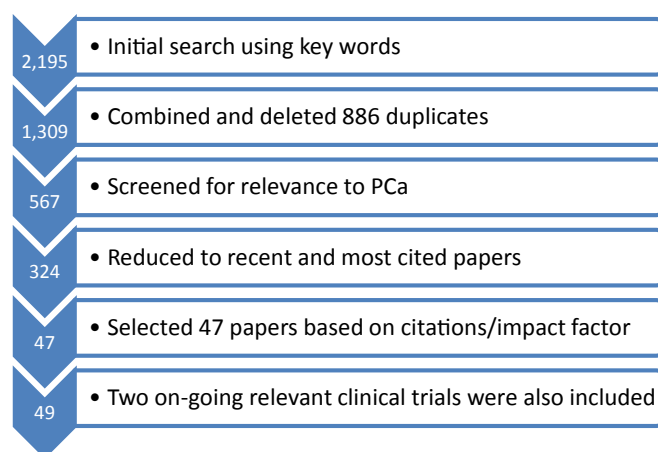 2,195
• Initial search using key words
1,309
• Combined and deleted 886 duplicates
567
• Screened for relevance to PCa
324
• Reduced to recent and most cited papers
47
• Selected 47 papers based on citations/impact factor
49
• Two on-going relevant clinical trials were also included